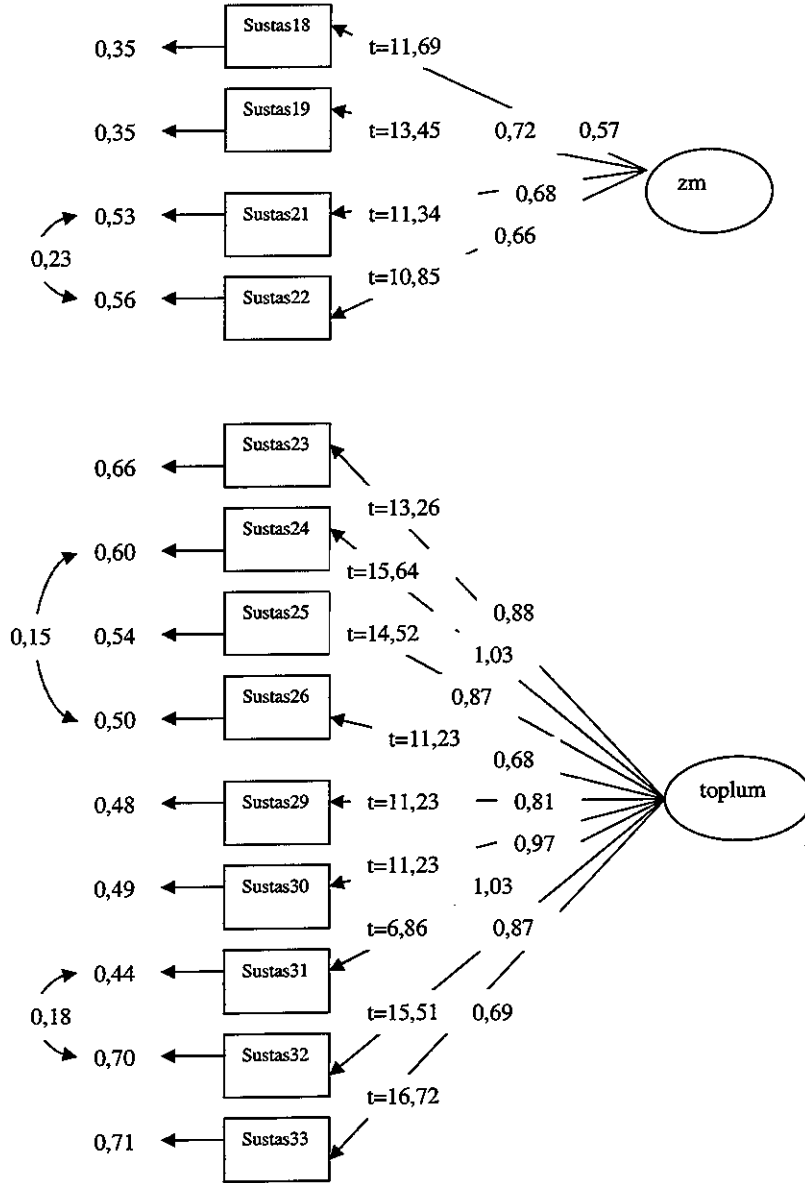 Sustas18
0,35 t=11,69
Sustas19
0,35 t=13,45 0,72 0,57
zm
Sustas21
0,53 t=11,34 0,68
0,66
0,23
Sustas22
0,56 t=10,85
Sustas23
0,66
t=13,26
Sustas24
0,60
t=15,64
Sustas25 0,88
0,15 0,54 t=14,52
1,03
Sustas26 0,87
0,50
t=11,23 0,68
Sustas29 toplum
0,48 t=11,23 0,81
0,97
Sustas30 t=11,23
0,49 1,03
t=6,86 0,87
Sustas31
0,44
0,18 t=15,51 0,69
Sustas32
0,70
t=16,72
Sustas33
0,71